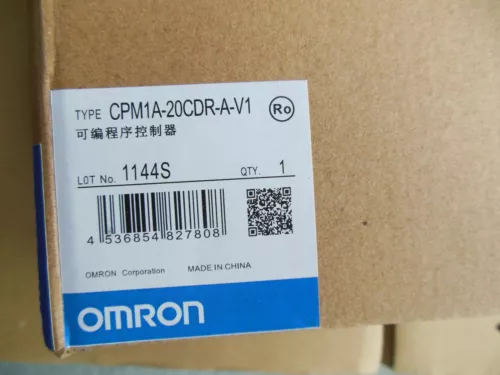 TYPE CPM1A-20CDR-A-V1 Ro
可编程序控制器
LOT No. 1144S QTY. 1
4 536854 827808
OMRON Corporation MADE IN CHINA
OMRON